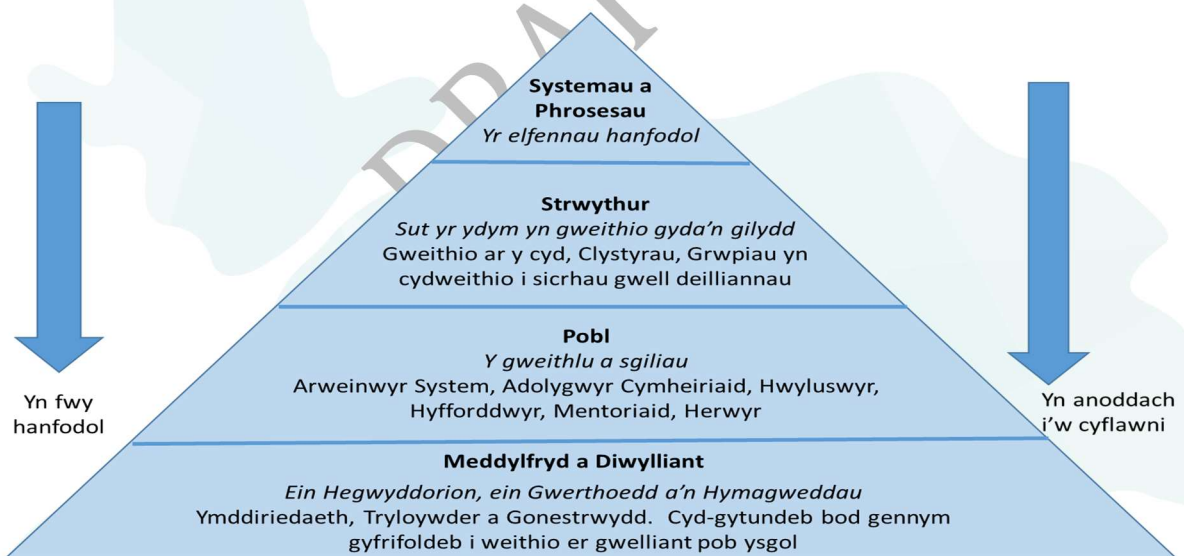 Systemau a
Phrosesau
Yr elfennau hanfodol
Strwythur
Sut yr ydym yn gweithio gyda'n gilydd
Gweithio ar y cyd, Clystyrau, Grwpiau yn
cydweithio i sicrhau gwell deilliannau
Pobl
Y gweithlu a sgiliau
Arweinwyr System, Adolygwyr Cymheiriaid, Hwyluswyr,
Hyfforddwyr, Mentoriaid, Herwyr
Yn fwy
hanfodol
Yn anoddach
i'w cyflawni
Meddylfryd a Diwylliant
Ein Hegwyddorion, ein Gwerthoedd a'n Hymagweddau
Ymddiriedaeth, Tryloywder a Gonestrwydd.  Cyd-gytundeb bod gennym
gyfrifoldeb i weithio er gwelliant pob ysgol